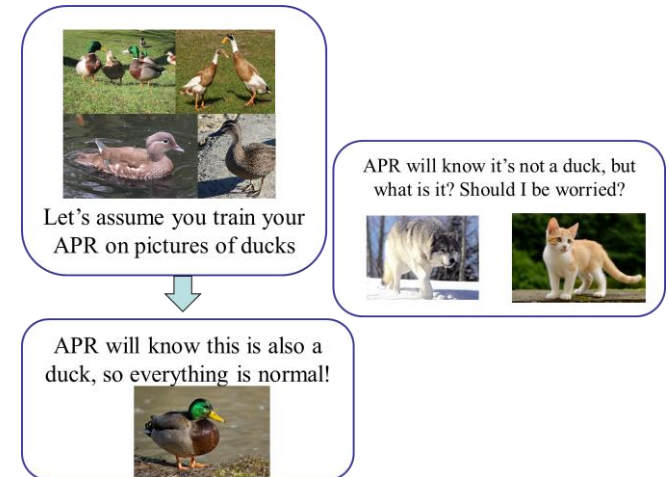 Let’s assume you train your
APR on pictures of ducks
APR will know it’s not a duck, but
what is it? Should I be worried?
APR will know this is also a
duck, so everything is normal!